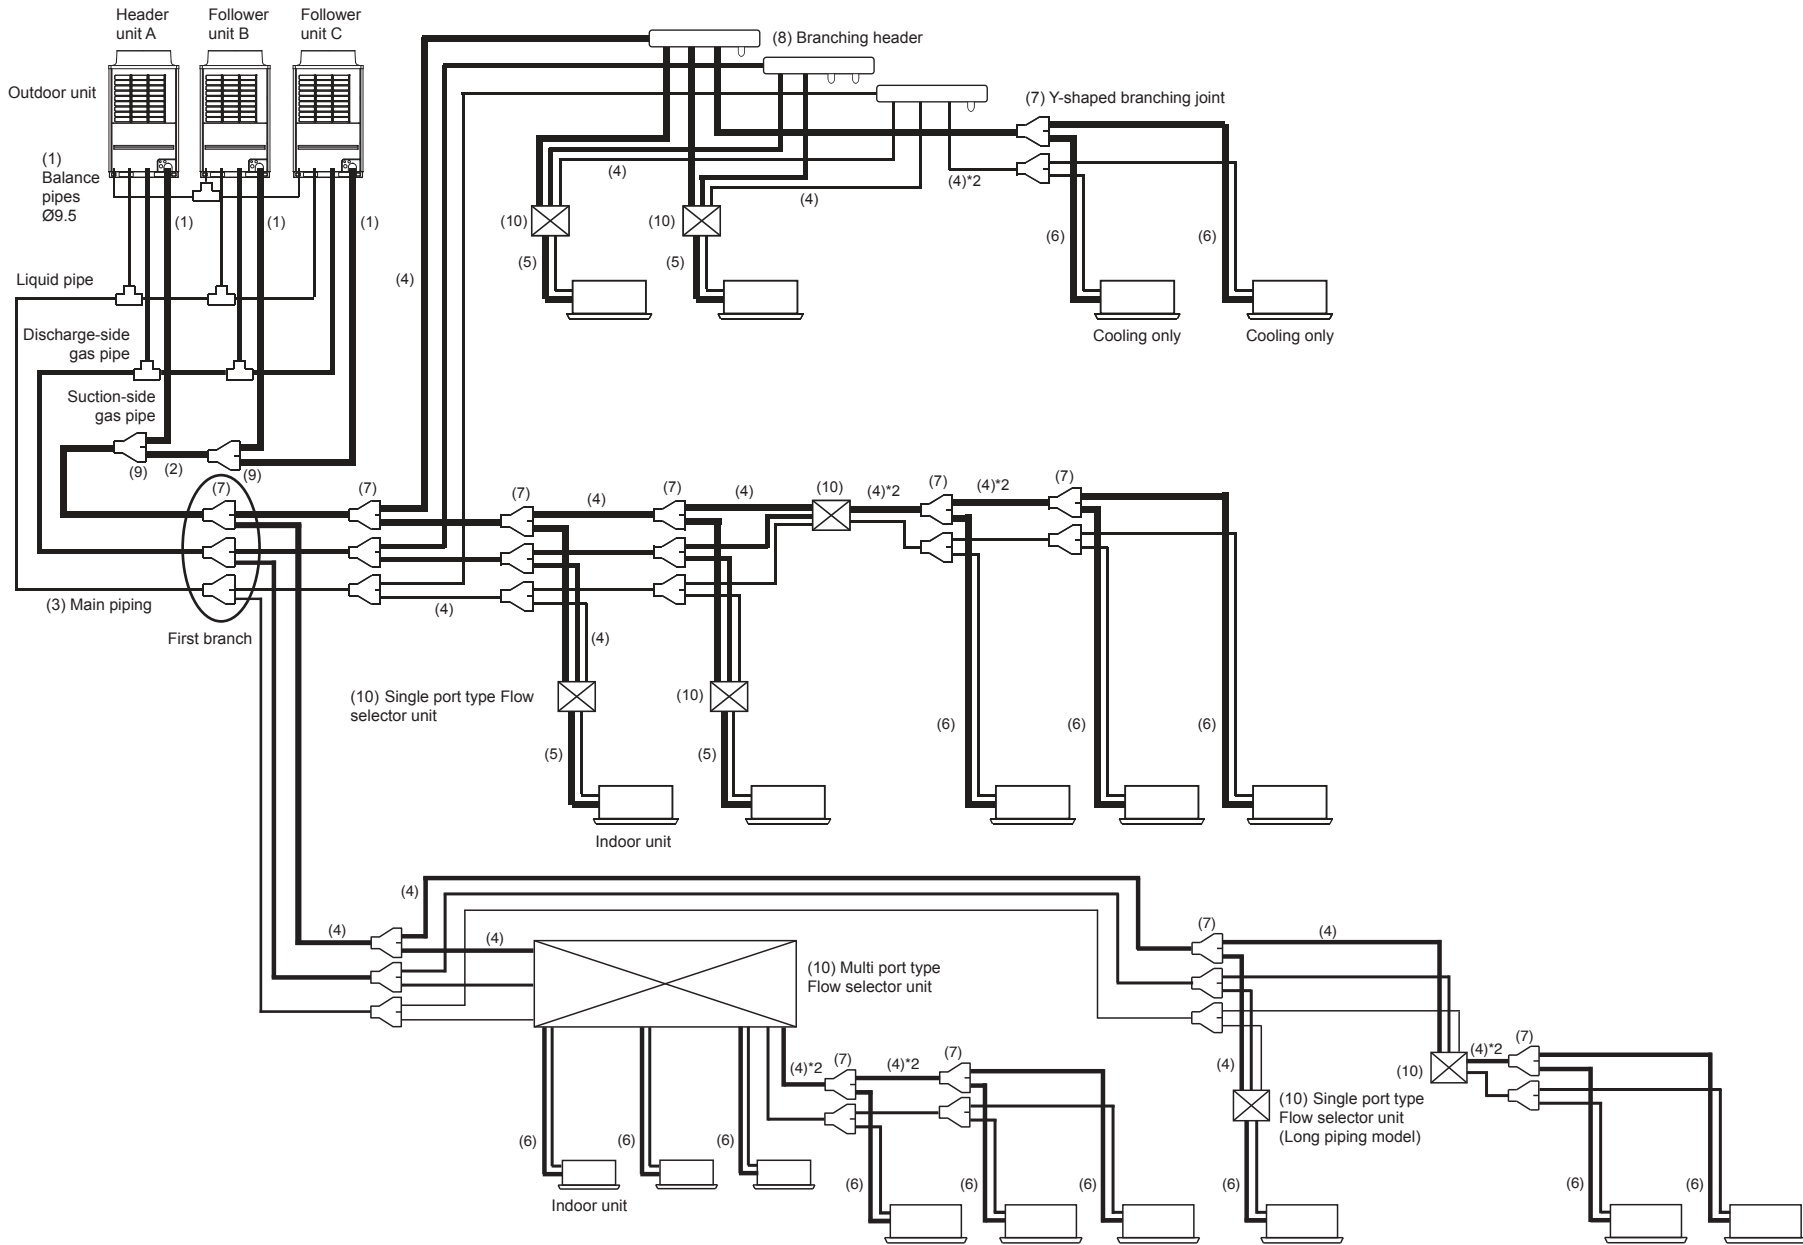 Header
unit A
Follower
unit B
Follower
unit C
(8) Branching header
Outdoor unit
(7) Y-shaped branching joint
(1)
Balance
pipes
Ø9.5
(1)
(1)
(1)
(4)
(4)
(4)*2
(10)
(10)
(6)
(6)
(5)
(5)
(4)
Liquid pipe
Cooling only
Cooling only
Discharge-side
gas pipe
Suction-side
gas pipe
(9)
(2)
(9)
(7)
(7)
(7)
(4)
(7)
(4)
(10)
(4)*2
(7)
(4)*2
(7)
(3) Main piping
(4)
First branch
(4)
(10) Single port type Flow
selector unit
(10)
(5)
(5)
(6)
(6)
(6)
Indoor unit
(4)
(4)
(4)
(7)
(4)
(10) Multi port type
Flow selector unit
(4)*2
(7)
(4)*2
(7)
(4)
(10)
(4)*2
(7)
(10) Single port type
Flow selector unit
(Long piping model)
(6)
(6)
(6)
Indoor unit
(6)
(6)
(6)
(6)
(6)
(6)